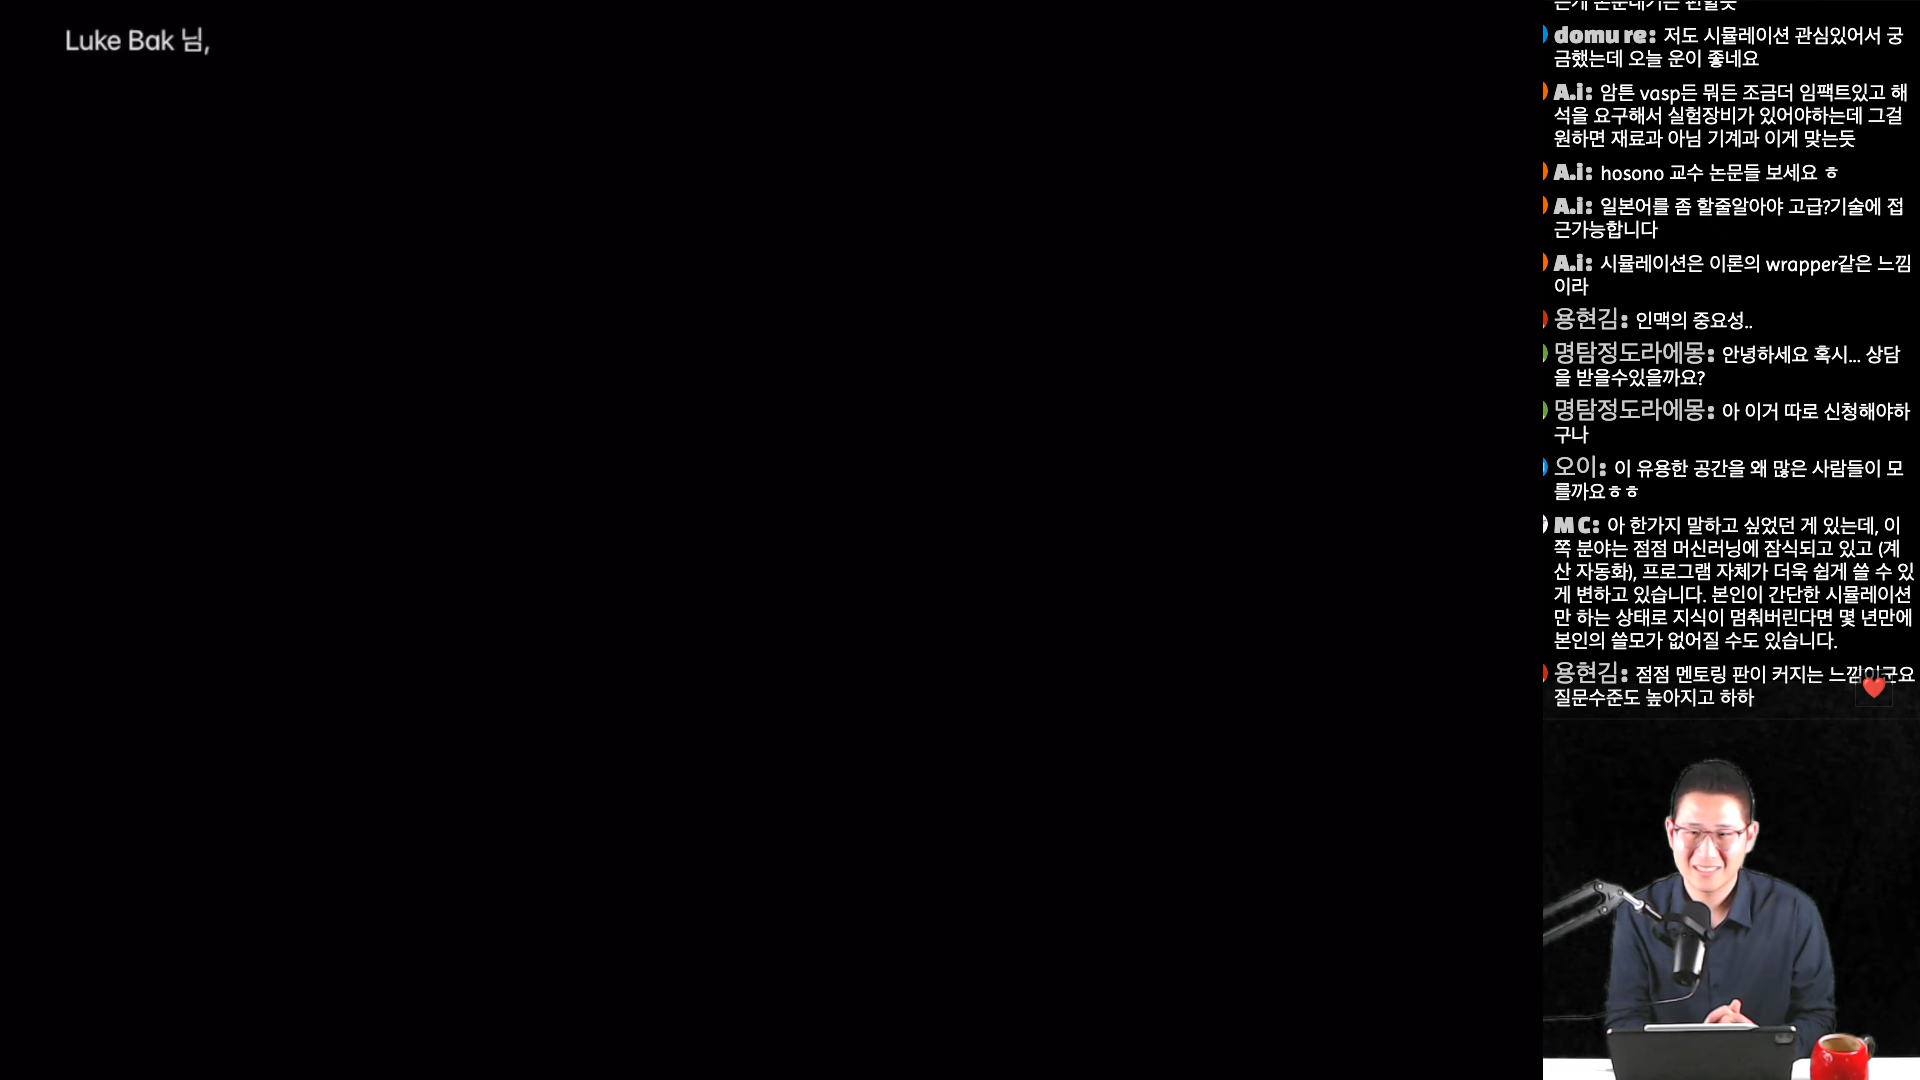 Luke Bak 님,
domu re: 저도 시뮬레이션 관심있어서 궁
금했는데 오늘 운이 좋네요
A.i: 암튼 vasp든 뭐든 조금더 임팩트있고 해
석을 요구해서 실험장비가 있어야하는데 그걸
원하면 재료과 아님 기계과 이게 맞는듯
A.i: hosono 교수 논문들 보세요 ㅎ
A.i: 일본어를 좀 할줄알아야 고급?기술에 접
근가능합니다
A.i: 시뮬레이션은 이론의 wrapper같은 느낌
이라
용현김: 인맥의 중요성..
명탐정도라에몽: 안녕하세요 혹시... 상담
을 받을수있을까요?
명탐정도라에몽: 아 이거 따로 신청해야하
구나
오이: 이 유용한 공간을 왜 많은 사람들이 모
를까요ㅎㅎ
M C: 아 한가지 말하고 싶었던 게 있는데, 이
쪽 분야는 점점 머신러닝에 잠식되고 있고 (계
산 자동화), 프로그램 자체가 더욱 쉽게 쓸 수 있
게 변하고 있습니다. 본인이 간단한 시뮬레이션
만 하는 상태로 지식이 멈춰버린다면 몇 년만에
본인의 쓸모가 없어질 수도 있습니다.
용현김: 점점 멘토링 판이 커지는 느낌이군요
질문수준도 높아지고 하하